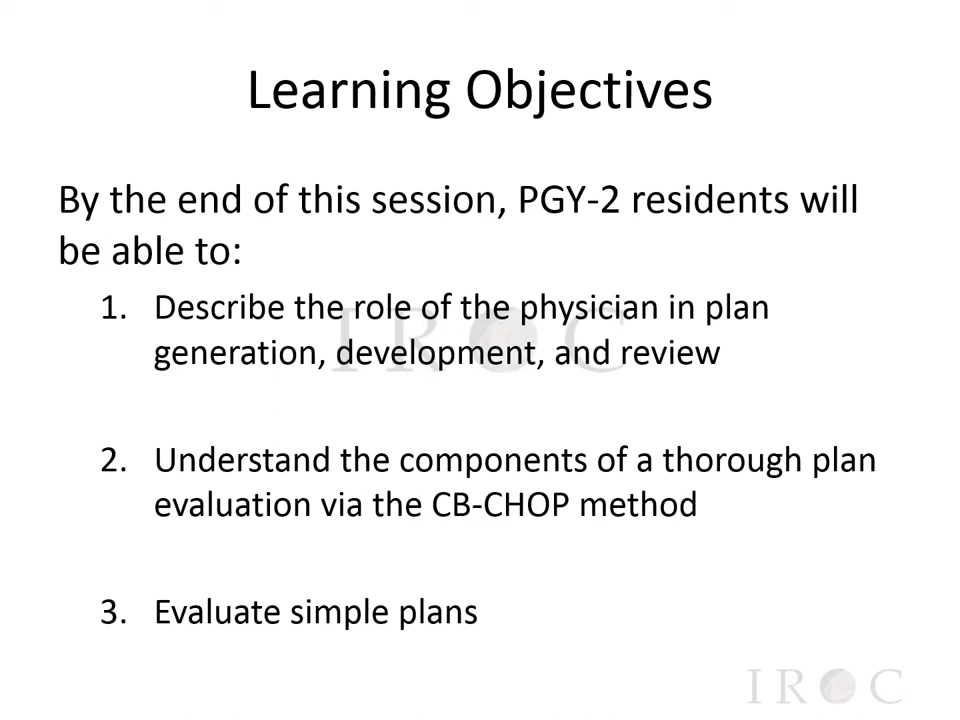 Learning Objectives
By the end of this session, PGY-2 residents will
be able to:
1. Describe the role of the physician in plan
generation, development, and review
2. Understand the components of a thorough plan
evaluation via the CB-CHOP method
3. Evaluate simple plans
IROC
IROC